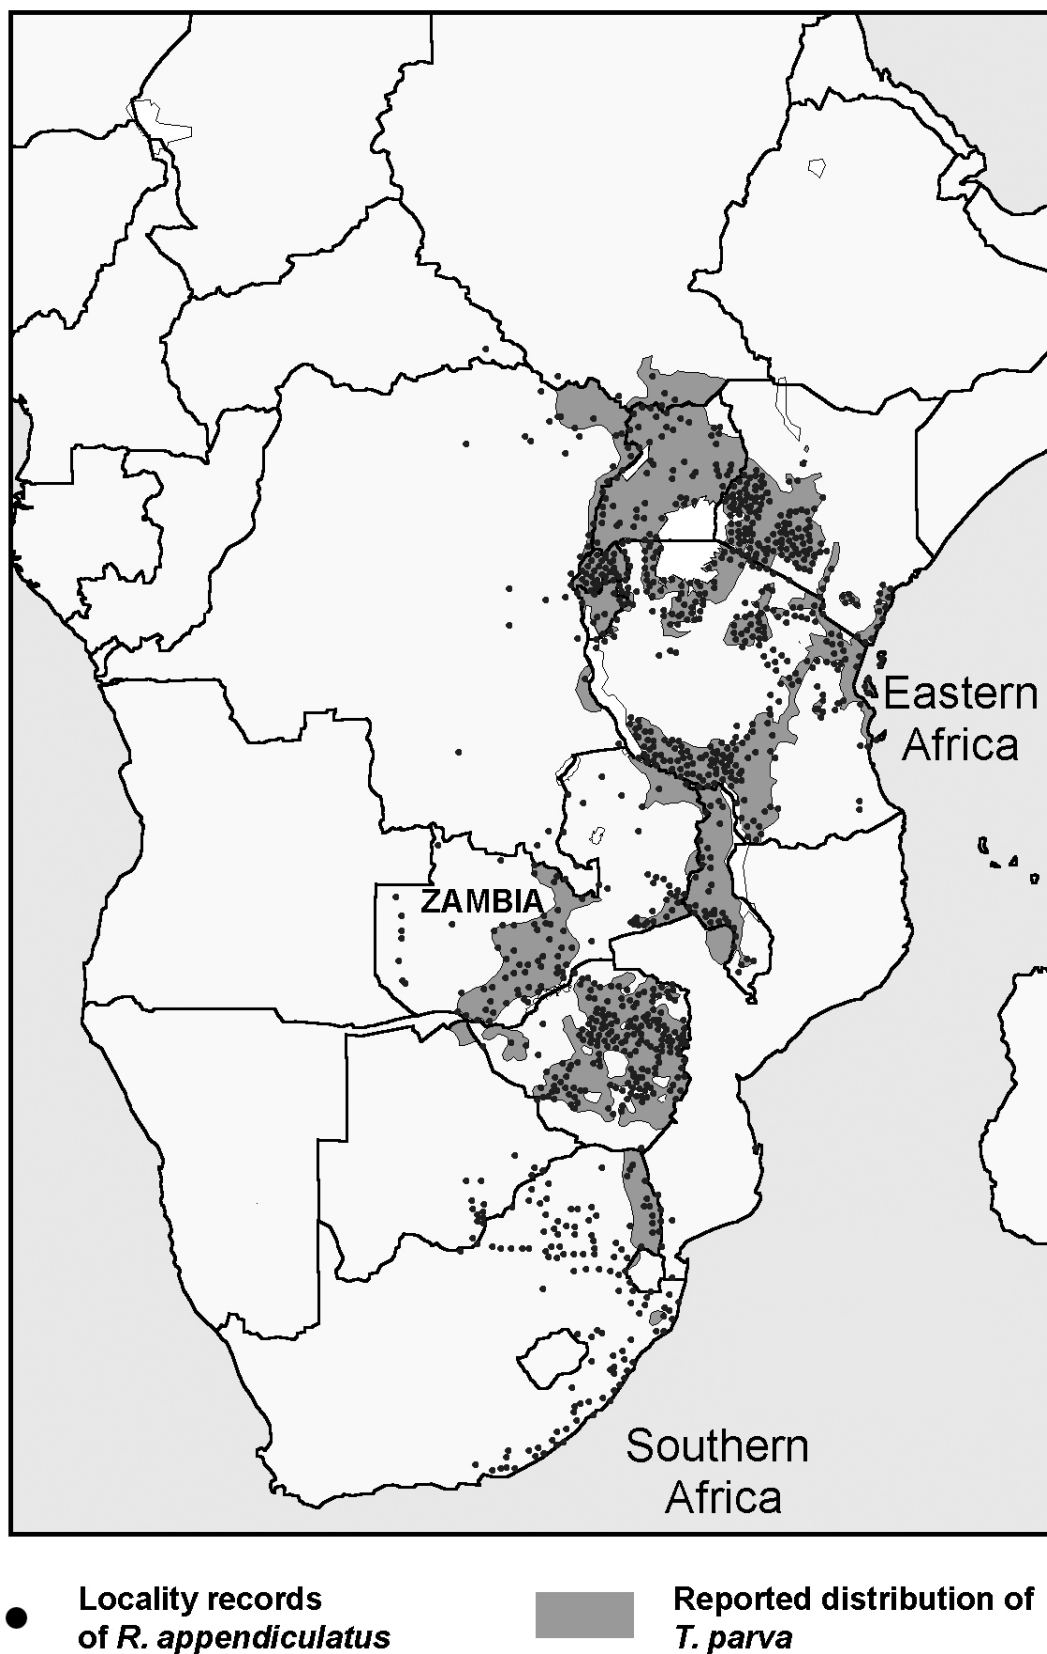 Eastern
Africa
ZAMBIA
Southern
Africa
Locality records
of R. appendiculatus
Reported distribution of
T. parva